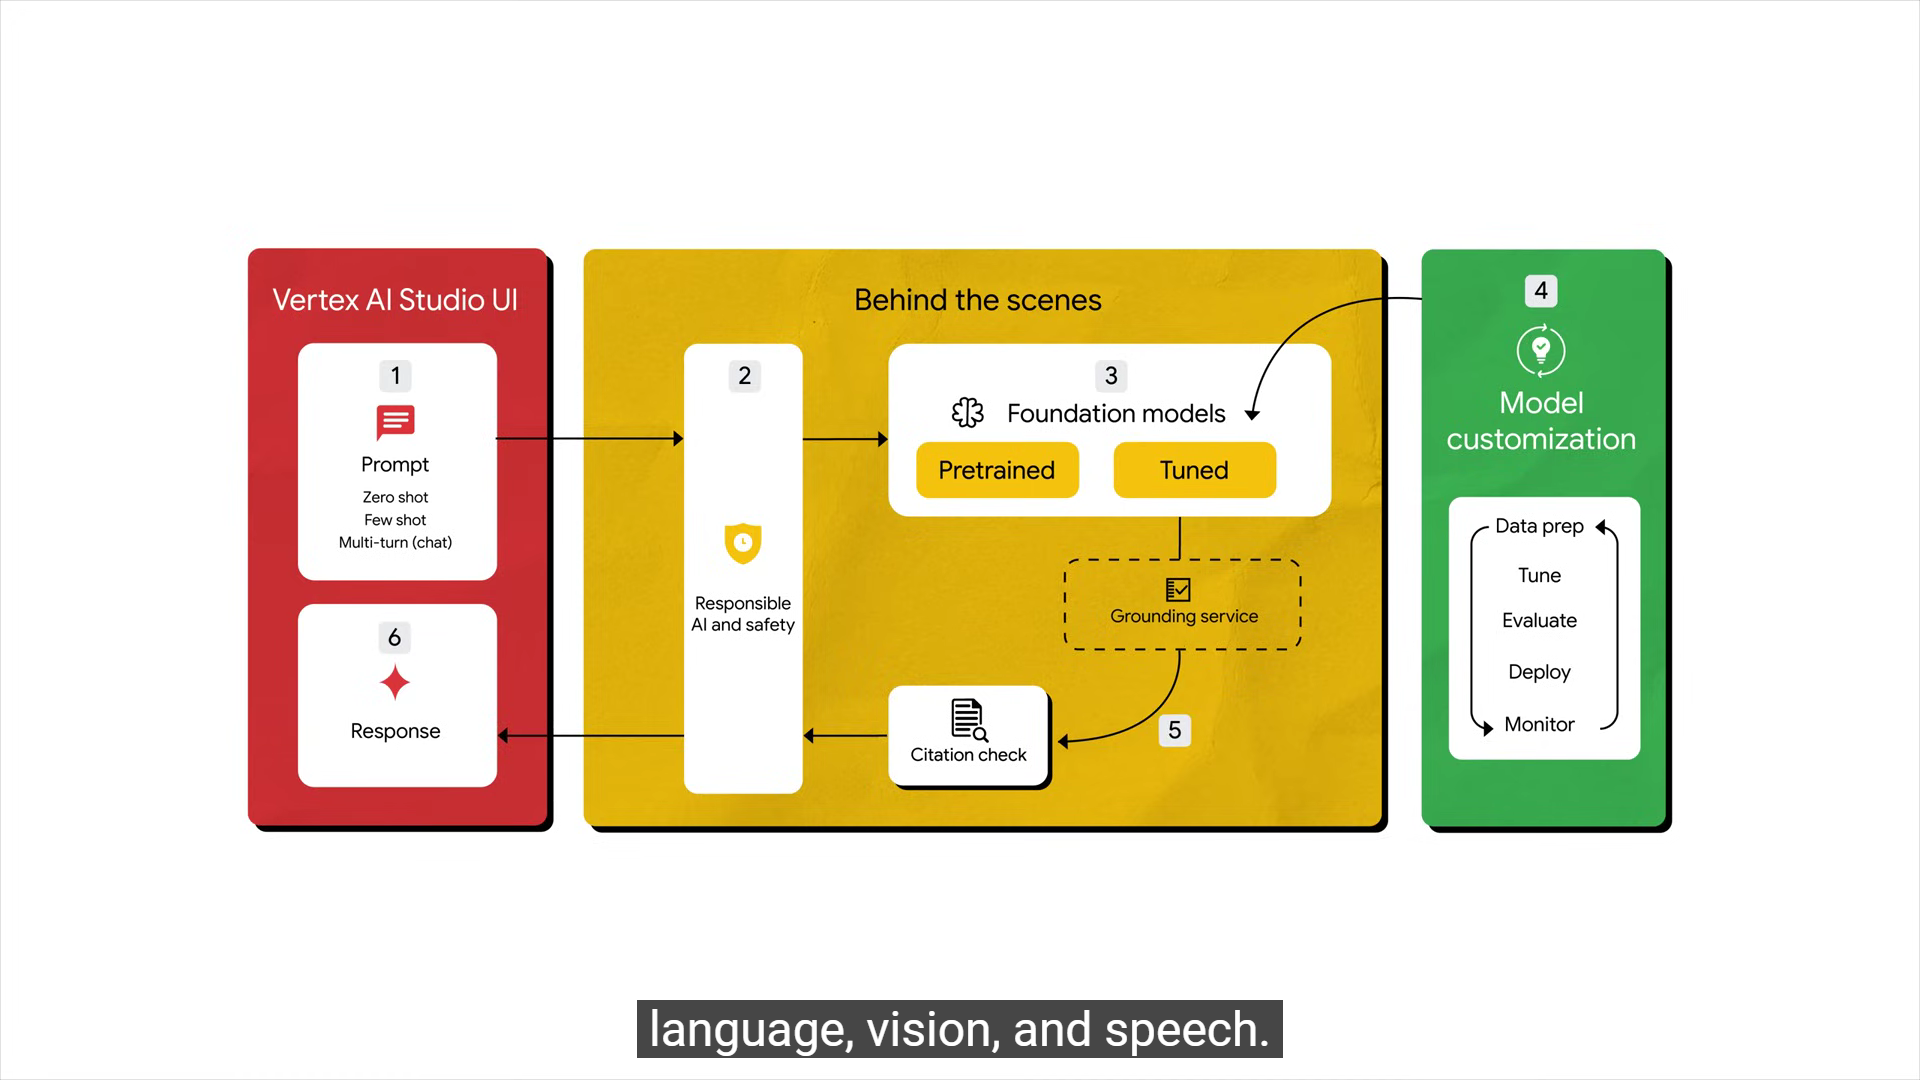 Vertex AI Studio UI
1
Prompt
Zero shot
Few shot
Multi-turn (chat)
6
Response
Behind the scenes
2
Responsible
AI and safety
3
Foundation models
Pretrained
Tuned
Grounding service
5
Citation check
4
Model
customization
Data prep
Tune
Evaluate
Deploy
Monitor
language, vision, and speech.